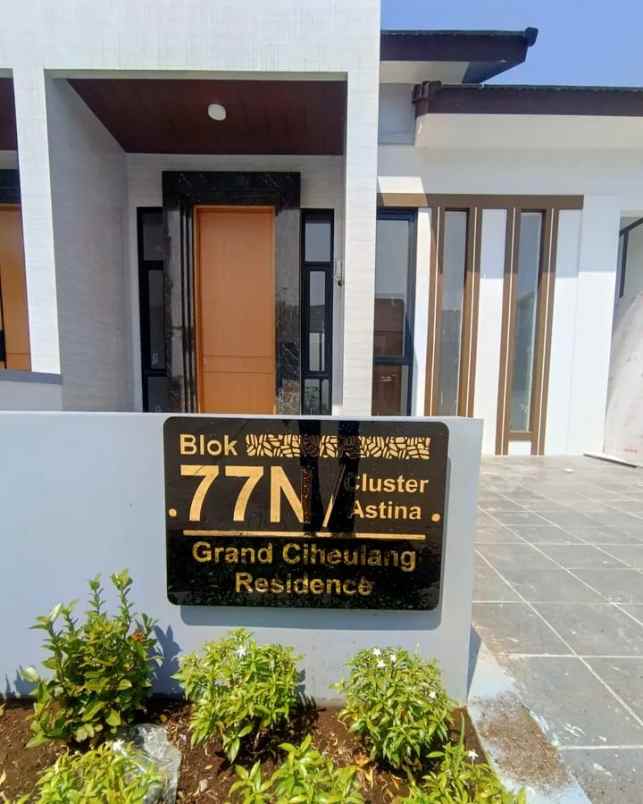 Blok
77N / Cluster
Astina
Grand Ciheulang
Residence